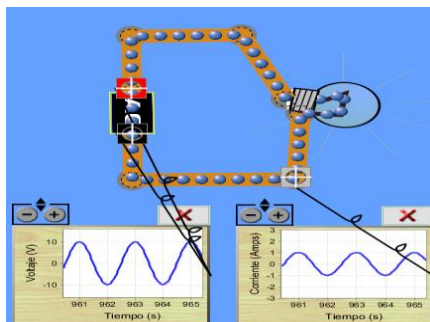 Voltaje (V)
10
0
-10
961 962 963 964 965
Tiempo (s)
Corriente (Amps)
3
2
1
0
-1
-2
-3
961 962 963 964 965
Tiempo (s)